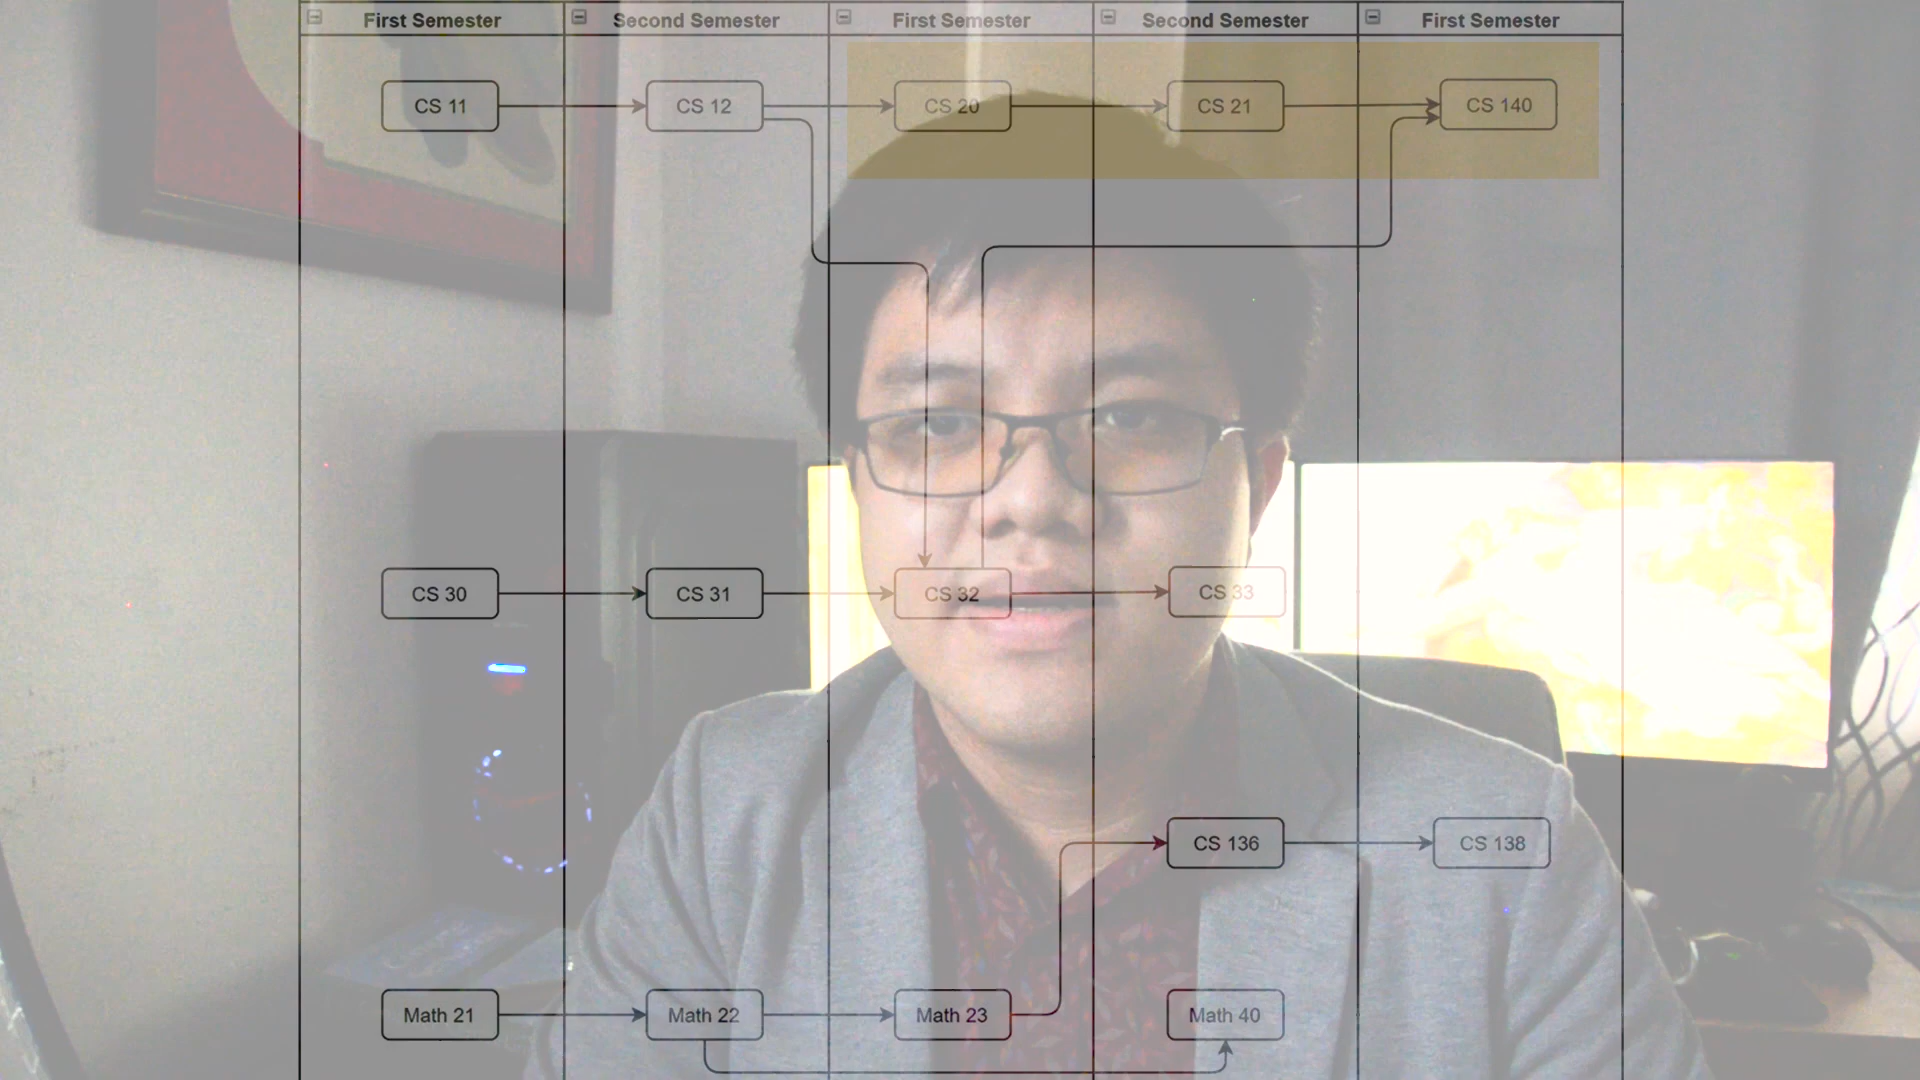 First Semester Second Semester First Semester Second Semester First Semester
CS 11 CS 12 CS 20 CS 21 CS 140
CS 30 CS 31 CS 32 CS 33
CS 136 CS 138
Math 21 Math 22 Math 23 Math 40